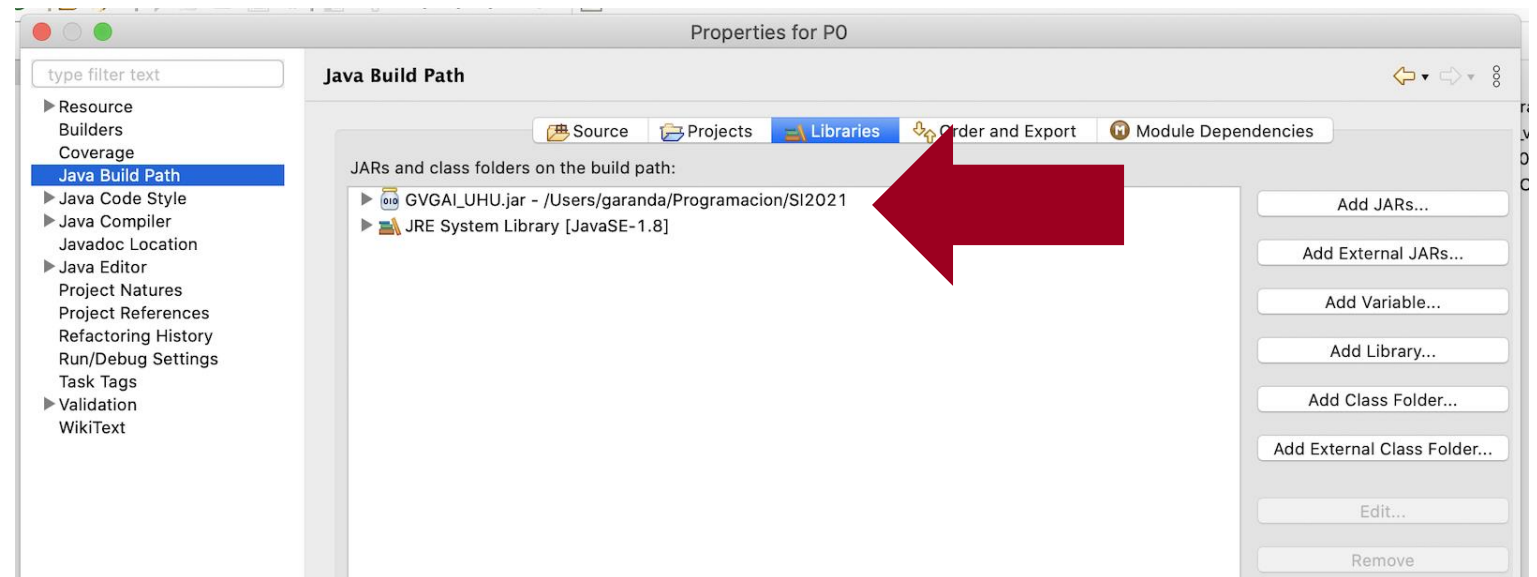 Properties for P0
type filter text
Java Build Path
Resource
Builders
Coverage
Java Build Path
Java Code Style
Java Compiler
Javadoc Location
Java Editor
Project Natures
Project References
Refactoring History
Run/Debug Settings
Task Tags
Validation
WikiText
Source Projects Libraries Order and Export Module Dependencies
JARs and class folders on the build path:
GVGAI_UHU.jar - /Users/garanda/Programacion/SI2021
JRE System Library [JavaSE-1.8]
Add JARs...
Add External JARs...
Add Variable...
Add Library...
Add Class Folder...
Add External Class Folder...
Edit...
Remove